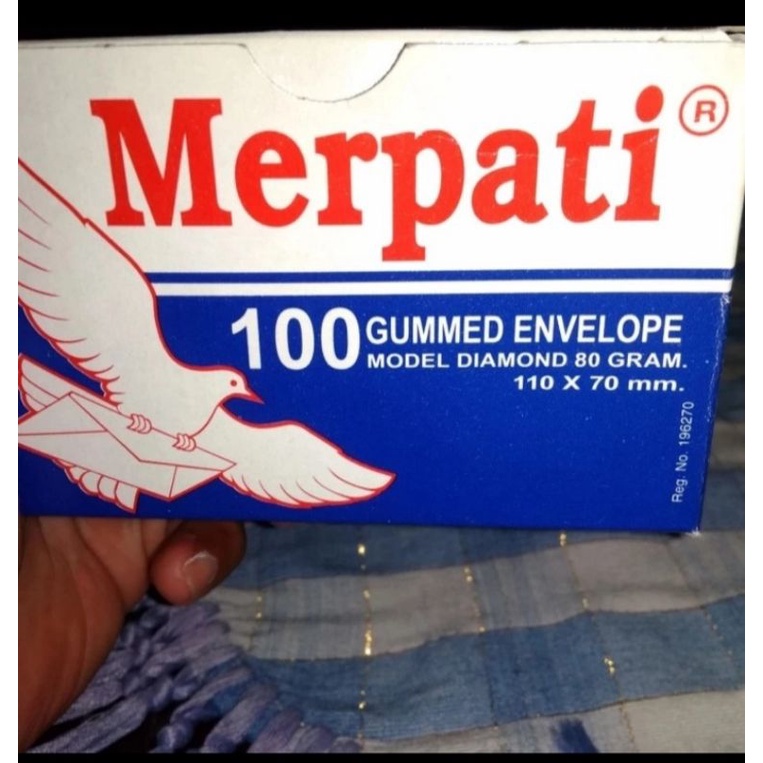 Merpati ®
100 GUMMED ENVELOPE
MODEL DIAMOND 80 GRAM.
110 X 70 mm.
Reg. No. 196270